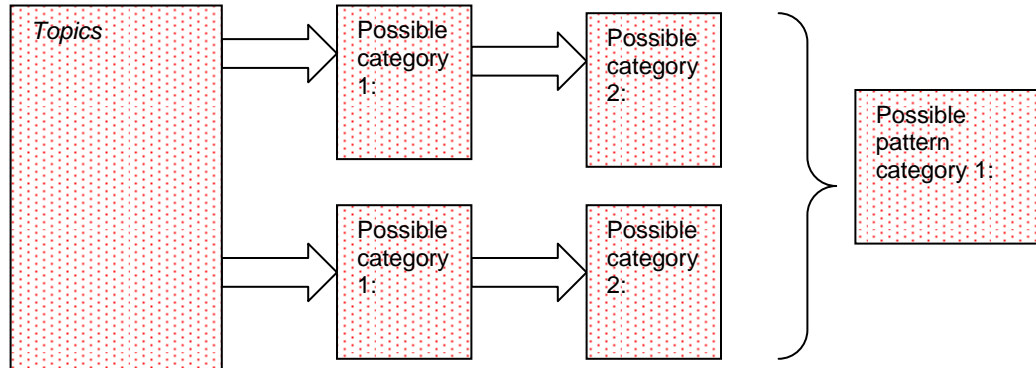 Topics
Possible
category
1:
Possible
category
2:
Possible
pattern
category 1:
Possible
category
1:
Possible
category
2: